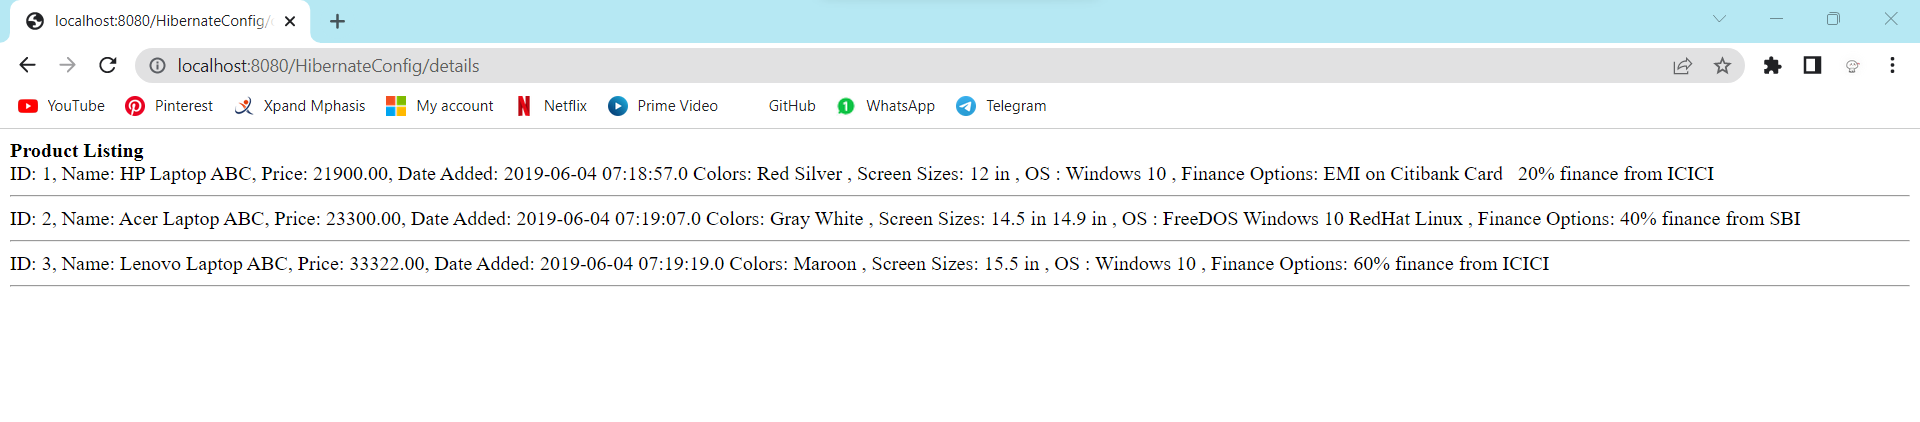 localhost:8080/HibernateConfig/
localhost:8080/HibernateConfig/details
YouTube Pinterest Xpand Mphasis My account Netflix Prime Video GitHub 1 WhatsApp Telegram
Product Listing
ID: 1, Name: HP Laptop ABC, Price: 21900.00, Date Added: 2019-06-04 07:18:57.0 Colors: Red Silver , Screen Sizes: 12 in , OS : Windows 10 , Finance Options: EMI on Citibank Card   20% finance from ICICI
ID: 2, Name: Acer Laptop ABC, Price: 23300.00, Date Added: 2019-06-04 07:19:07.0 Colors: Gray White , Screen Sizes: 14.5 in 14.9 in , OS : FreeDOS Windows 10 RedHat Linux , Finance Options: 40% finance from SBI
ID: 3, Name: Lenovo Laptop ABC, Price: 33322.00, Date Added: 2019-06-04 07:19:19.0 Colors: Maroon , Screen Sizes: 15.5 in , OS : Windows 10 , Finance Options: 60% finance from ICICI